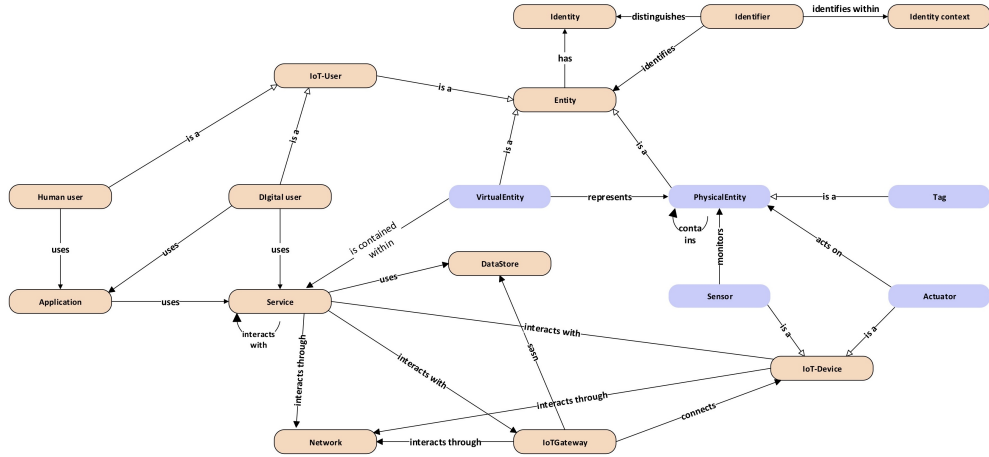 Identity
distinguishes
Identifier
identifies within
Identity context
has
identifies
IoT-User
is a
Entity
is a
is a
is a
is a
Human user
DIgital user
VirtualEntity
represents
PhysicalEntity
is a
Tag
conta
ins
uses
uses
uses
is contained
within
monitors
acts on
uses
DataStore
Application
uses
Service
Sensor
Actuator
interacts
with
interacts with
is a
is a
interacts through
interacts with
uses
IoT-Device
interacts through
connects
Network
interacts through
IoTGateway